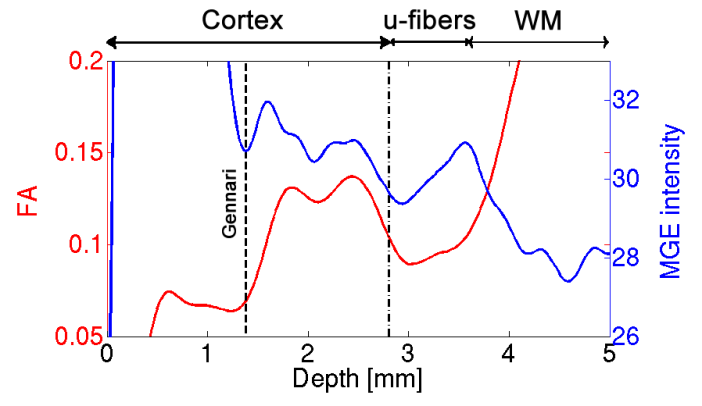 Cortex u-fibers WM
0.2
0.15
0.1
0.05
FA
Gennari
32
30
28
26
MGE intensity
0 1 2 3 4 5
Depth [mm]